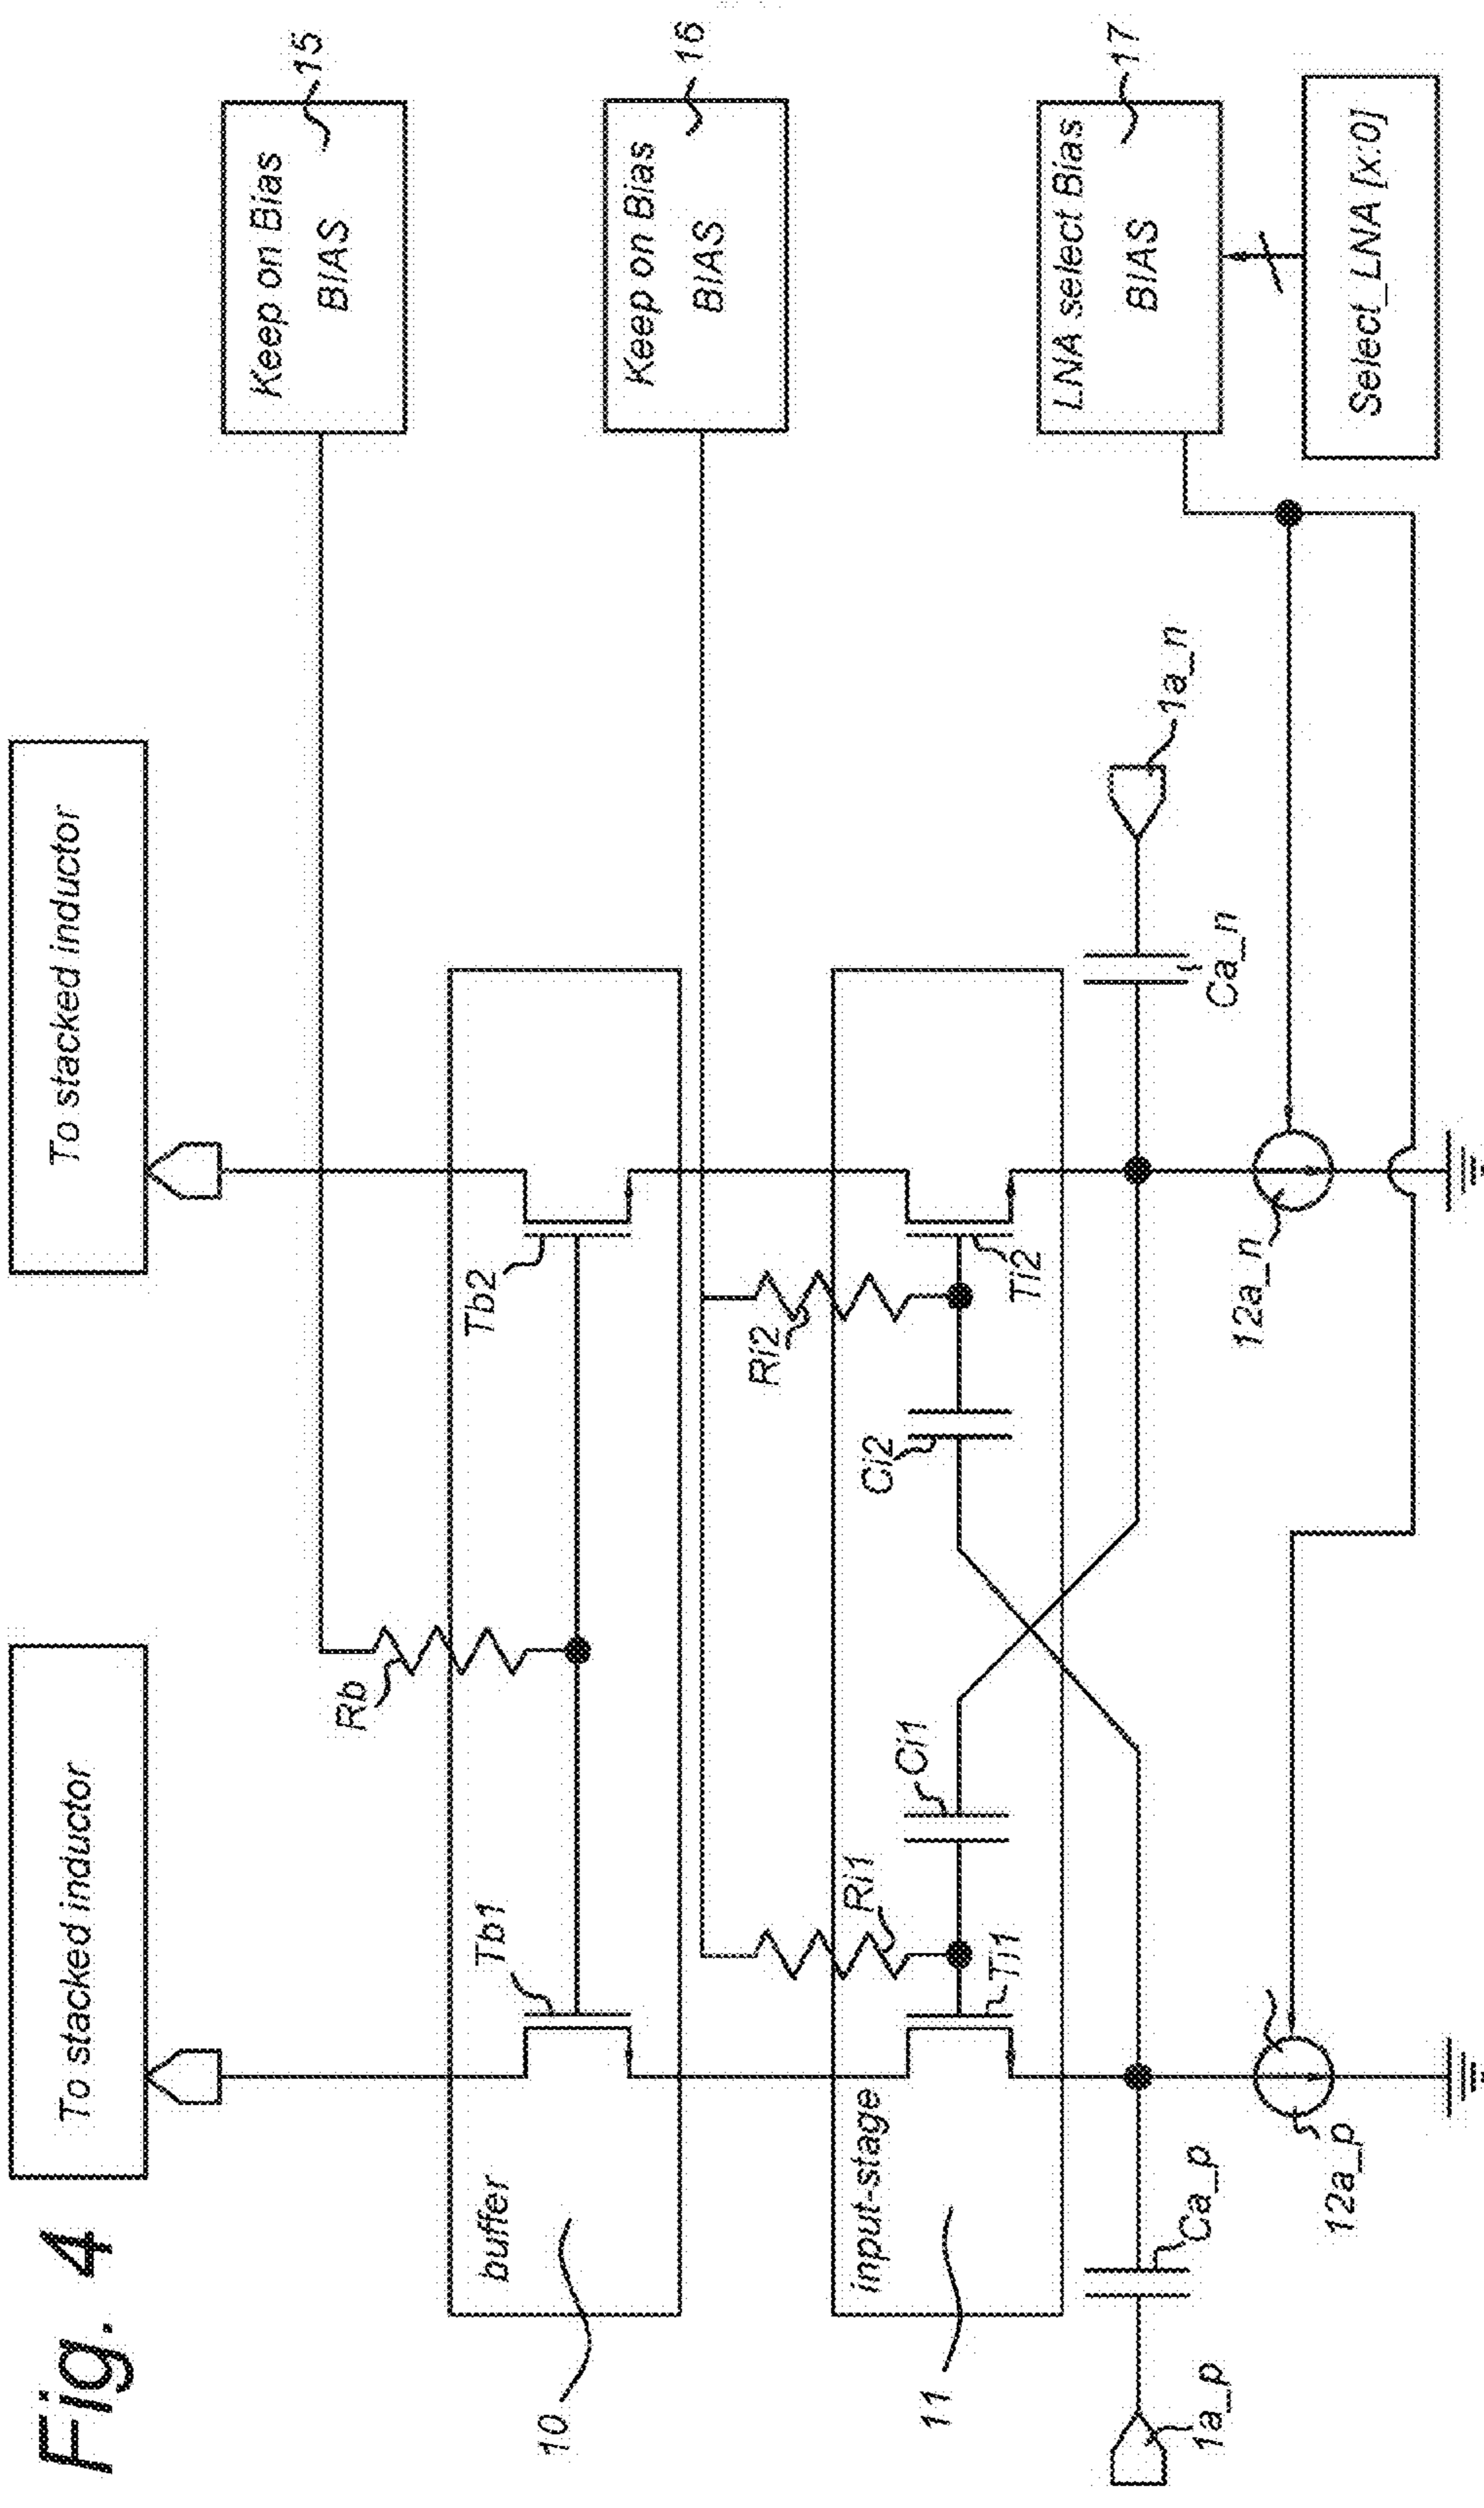 Fig. 4
To stacked inductor
To stacked inductor
15
Keep on Bias
BIAS
Rb
Tb1
Tb2
buffer
10
16
Keep on Bias
BIAS
Ri1
Ri2
Ci1
Ci2
Ti1
Ti2
input-stage
11
1a_p
Ca_p
Ca_n
1a_n
17
LNA select Bias
BIAS
12a_p
12a_n
Select_LNA [x:0]